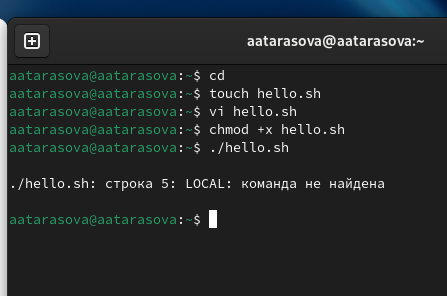 aatarasova@aatarasova:~
aatarasova@aatarasova:~$ cd
aatarasova@aatarasova:~$ touch hello.sh
aatarasova@aatarasova:~$ vi hello.sh
aatarasova@aatarasova:~$ chmod +x hello.sh
aatarasova@aatarasova:~$ ./hello.sh
./hello.sh: строка 5: LOCAL: команда не найдена
aatarasova@aatarasova:~$